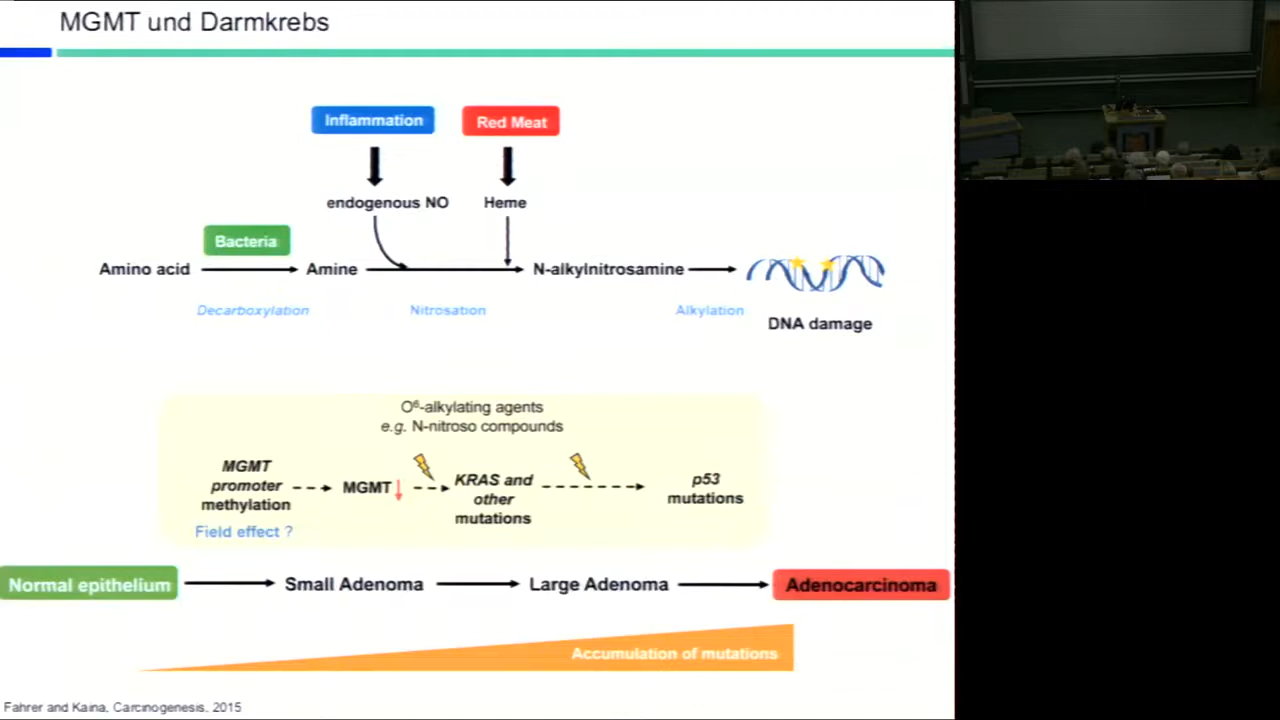 MGMT und Darmkrebs
Inflammation
Red Meat
endogenous NO
Heme
Bacteria
Amino acid
Amine
N-alkylnitrosamine
Decarboxylation
Nitrosation
Alkylation
DNA damage
O⁶-alkylating agents
e.g. N-nitroso compounds
MGMT
promoter
methylation
MGMT
KRAS and
other
mutations
p53
mutations
Field effect ?
Normal epithelium
Small Adenoma
Large Adenoma
Adenocarcinoma
Accumulation of mutations
Fahrer and Kaina, Carcinogenesis, 2015